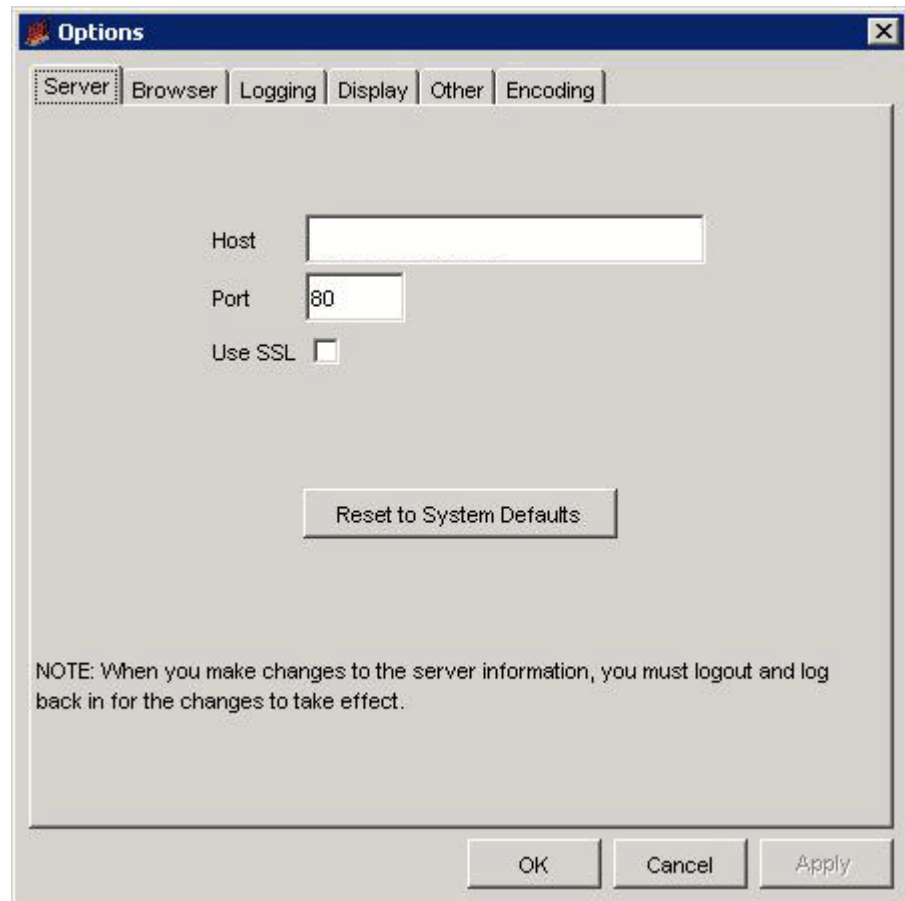 Options
Server Browser Logging Display Other Encoding
Host
Port 80
Use SSL
Reset to System Defaults
NOTE: When you make changes to the server information, you must logout and log
back in for the changes to take effect.
OK Cancel Apply